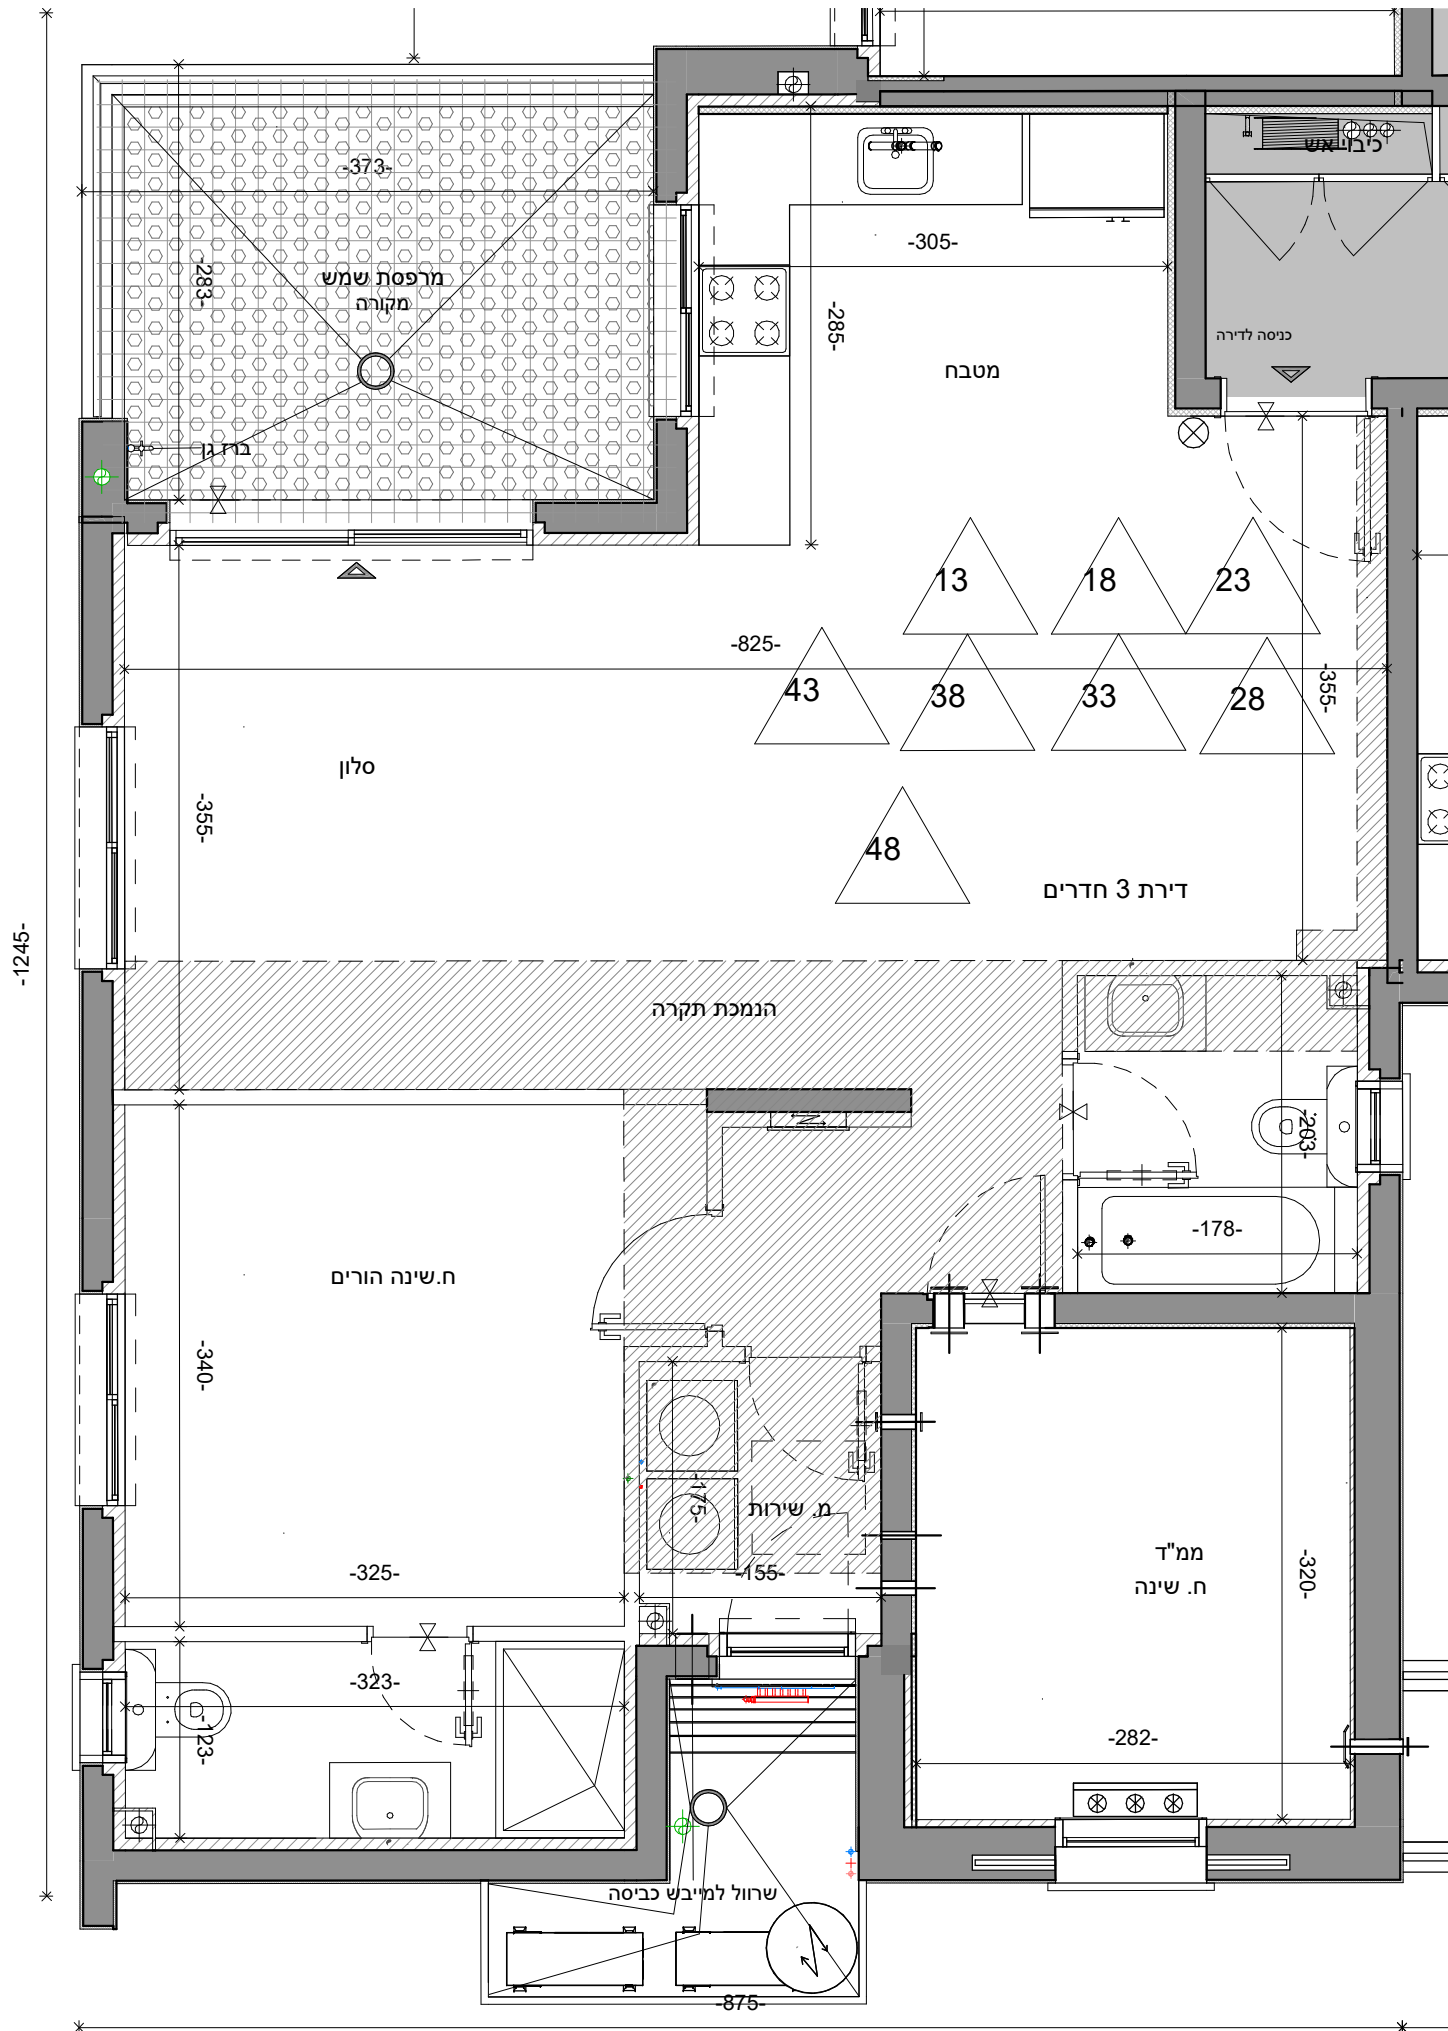 כיבוי אש
-373-
-305-
-283-
מרפסת שמש
מקורה
-285-
כניסה לדירה
מטבח
ברז גן
13
18
23
-825-
43
38
33
28
-355-
סלון
-355-
48
דירת 3 חדרים
-1245-
הנמכת תקרה
-203-
-178-
ח.שינה הורים
-340-
-175-
מ. שירות
-325-
-155-
ממ"ד
ח. שינה
-320-
-323-
-123-
-282-
שרוול למייבש כביסה
-875-